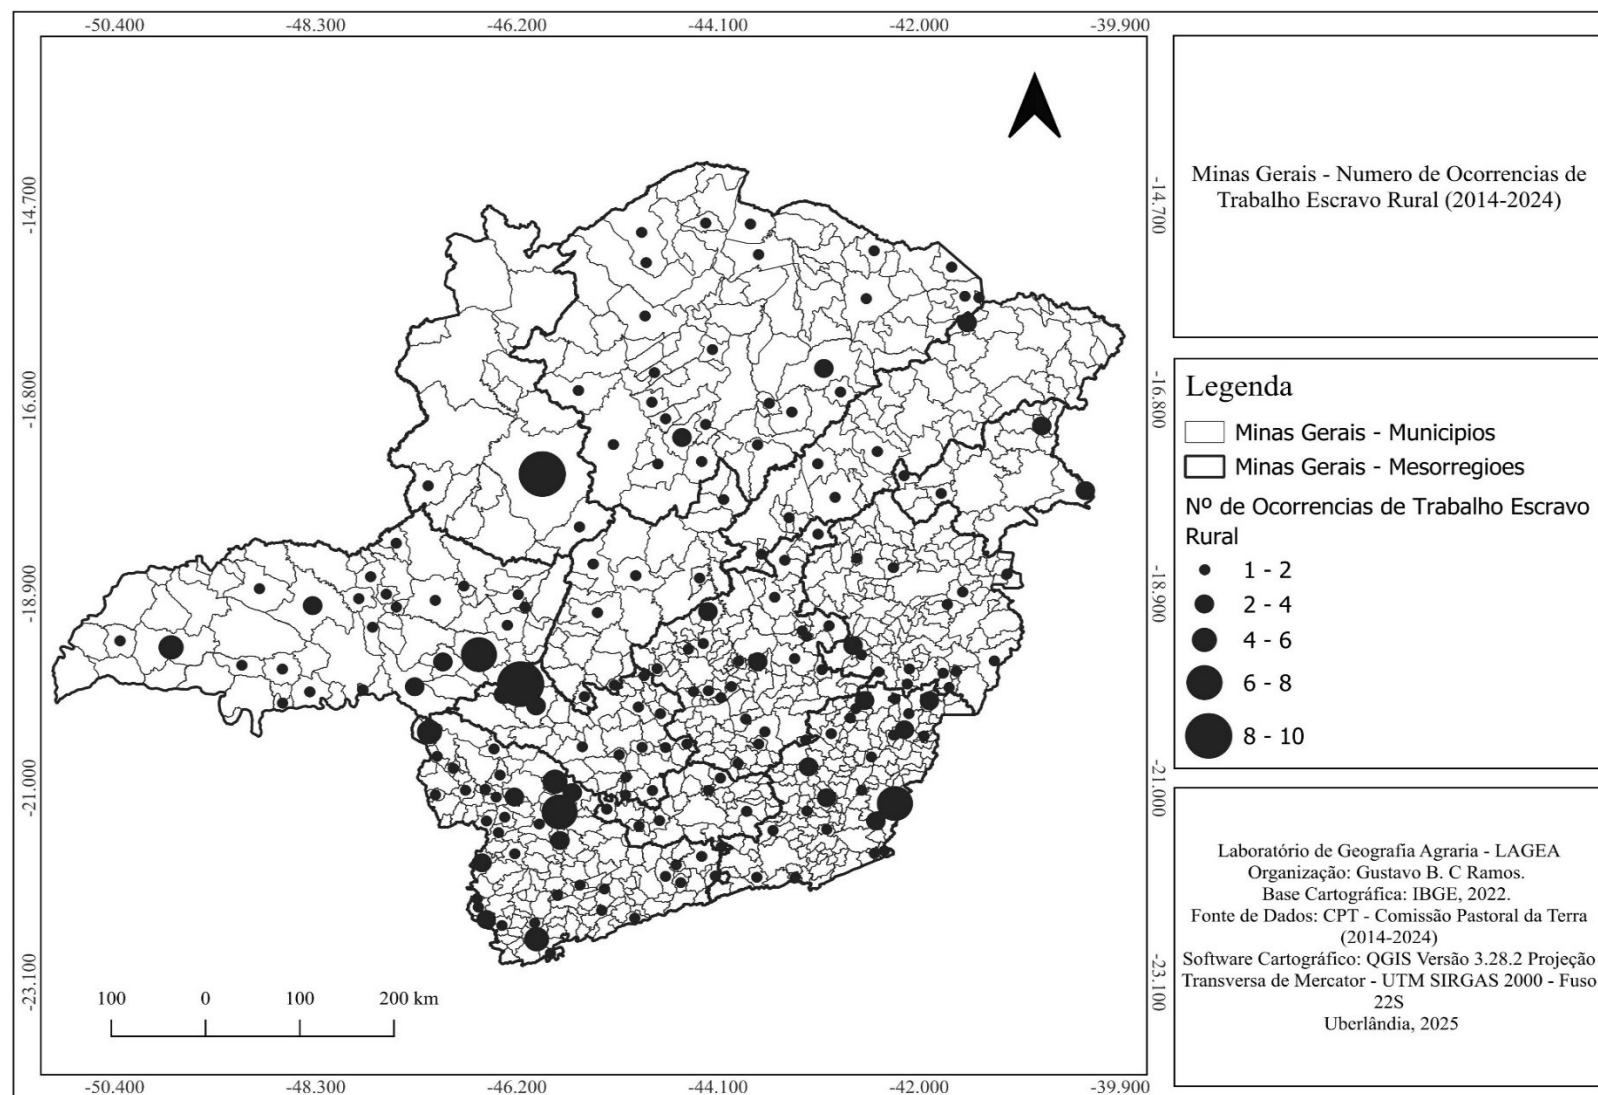 -50.400 -48.300 -46.200 -44.100 -42.000 -39.900
-14.700
-16.800
-18.900
-21.000
-23.100
-14.700
-16.800
-18.900
-21.000
-23.100
100 0 100 200 km
-50.400 -48.300 -46.200 -44.100 -42.000 -39.900
Minas Gerais - Numero de Ocorrencias de
Trabalho Escravo Rural (2014-2024)
Legenda
Minas Gerais - Municipios
Minas Gerais - Mesorregioes
Nº de Ocorrencias de Trabalho Escravo
Rural
1 - 2
2 - 4
4 - 6
6 - 8
8 - 10
Laboratório de Geografia Agraria - LAGEA
Organização: Gustavo B. C Ramos.
Base Cartográfica: IBGE, 2022.
Fonte de Dados: CPT - Comissão Pastoral da Terra
(2014-2024)
Software Cartográfico: QGIS Versão 3.28.2 Projeção
Transversa de Mercator - UTM SIRGAS 2000 - Fuso
22S
Uberlândia, 2025